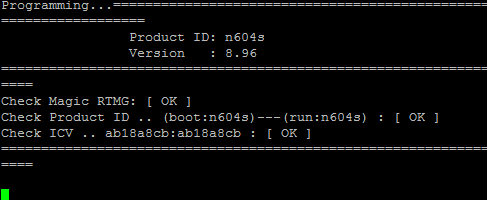 Programming...===============================================
==================
Product ID: n604s
Version   : 8.96
=============================================================
====
Check Magic RTMG: [ OK ]
Check Product ID .. (boot:n604s)---(run:n604s) : [ OK ]
Check ICV .. ab18a8cb:ab18a8cb : [ OK ]
=============================================================
====